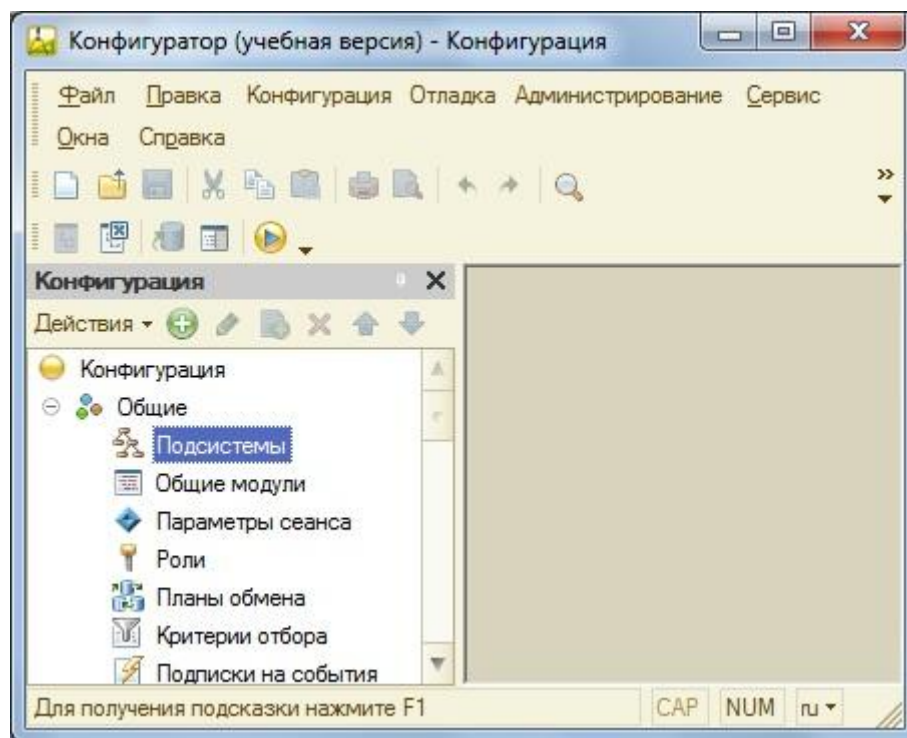 Конфигуратор (учебная версия) - Конфигурация
Файл Правка Конфигурация Отладка Администрирование Сервис
Окна Справка
Конфигурация
Действия
Конфигурация
Общие
Подсистемы
Общие модули
Параметры сеанса
Роли
Планы обмена
Критерии отбора
Подписки на события
Для получения подсказки нажмите F1 CAP NUM ru